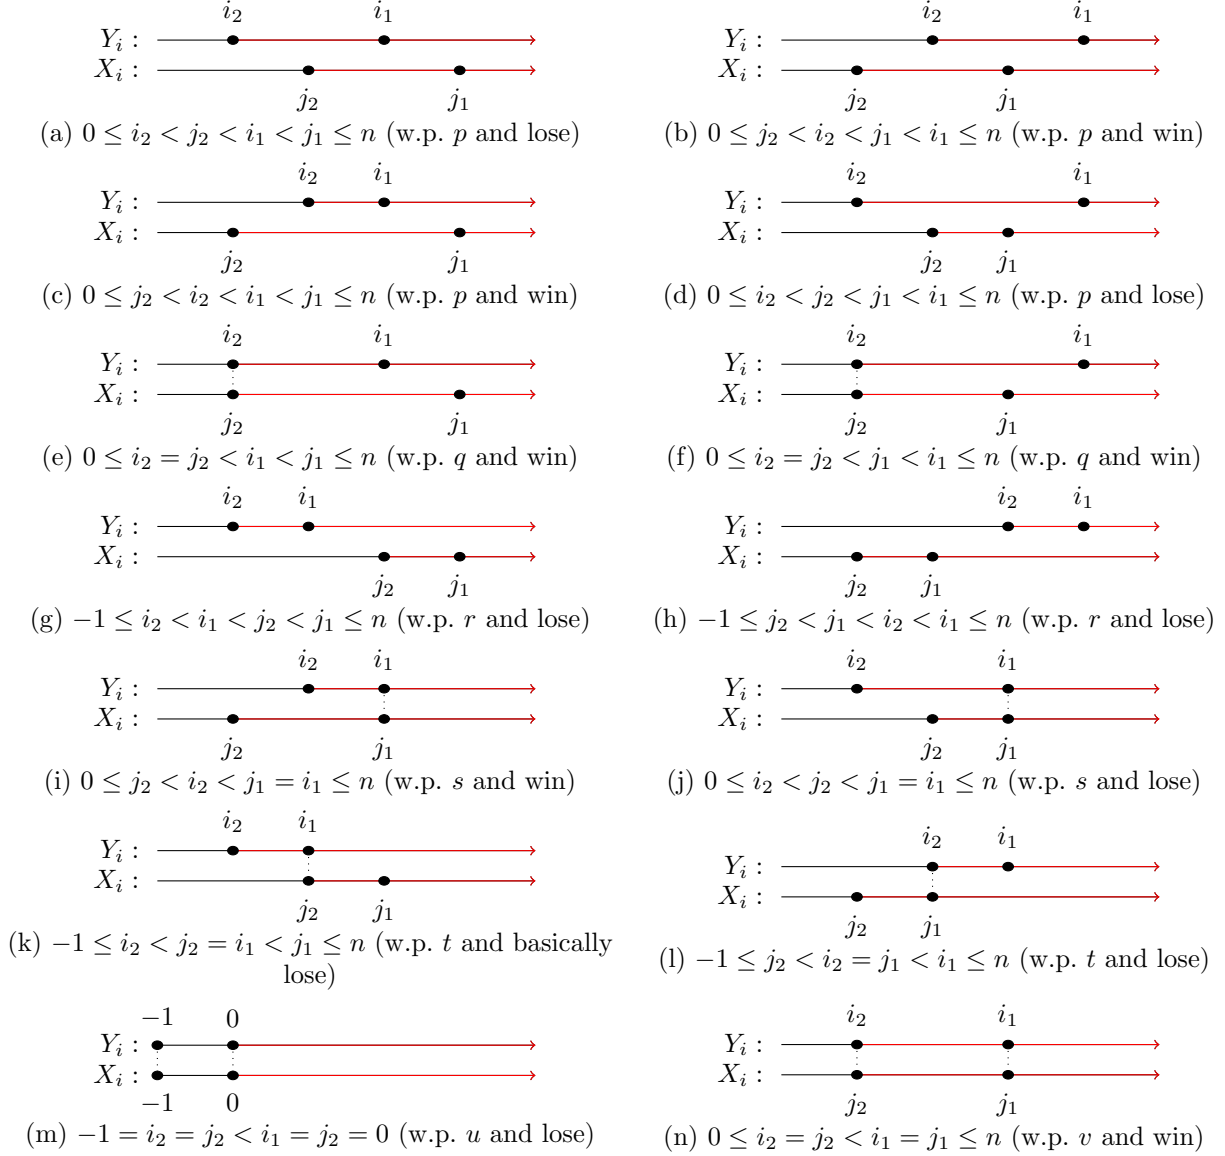 i₂ i₁ i₂ i₁
Yᵢ : Yᵢ :
Xᵢ : Xᵢ :
j₂ j₁ j₂ j₁
(a) 0 ≤ i₂ < j₂ < i₁ < j₁ ≤ n (w.p. p and lose) (b) 0 ≤ j₂ < i₂ < j₁ < i₁ ≤ n (w.p. p and win)
i₂ i₁ i₂ i₁
Yᵢ : Yᵢ :
Xᵢ : Xᵢ :
j₂ j₁ j₂ j₁
(c) 0 ≤ j₂ < i₂ < i₁ < j₁ ≤ n (w.p. p and win) (d) 0 ≤ i₂ < j₂ < j₁ < i₁ ≤ n (w.p. p and lose)
i₂ i₁ i₂ i₁
Yᵢ : Yᵢ :
Xᵢ : Xᵢ :
j₂ j₁ j₂ j₁
(e) 0 ≤ i₂ = j₂ < i₁ < j₁ ≤ n (w.p. q and win) (f) 0 ≤ i₂ = j₂ < j₁ < i₁ ≤ n (w.p. q and win)
i₂ i₁ i₂ i₁
Yᵢ : Yᵢ :
Xᵢ : Xᵢ :
j₂ j₁ j₂ j₁
(g) −1 ≤ i₂ < i₁ < j₂ < j₁ ≤ n (w.p. r and lose) (h) −1 ≤ j₂ < j₁ < i₂ < i₁ ≤ n (w.p. r and lose)
i₂ i₁ i₂ i₁
Yᵢ : Yᵢ :
Xᵢ : Xᵢ :
j₂ j₁ j₂ j₁
(i) 0 ≤ j₂ < i₂ < j₁ = i₁ ≤ n (w.p. s and win) (j) 0 ≤ i₂ < j₂ < j₁ = i₁ ≤ n (w.p. s and lose)
i₂ i₁
Yᵢ :
Xᵢ :
j₂ j₁
(k) −1 ≤ i₂ < j₂ = i₁ < j₁ ≤ n (w.p. t and basically
lose)
i₂ i₁
Yᵢ :
Xᵢ :
j₂ j₁
(l) −1 ≤ j₂ < i₂ = j₁ < i₁ ≤ n (w.p. t and lose)
−1 0
Yᵢ :
Xᵢ :
−1 0
(m) −1 = i₂ = j₂ < i₁ = j₂ = 0 (w.p. u and lose)
i₂ i₁
Yᵢ :
Xᵢ :
j₂ j₁
(n) 0 ≤ i₂ = j₂ < i₁ = j₁ ≤ n (w.p. v and win)